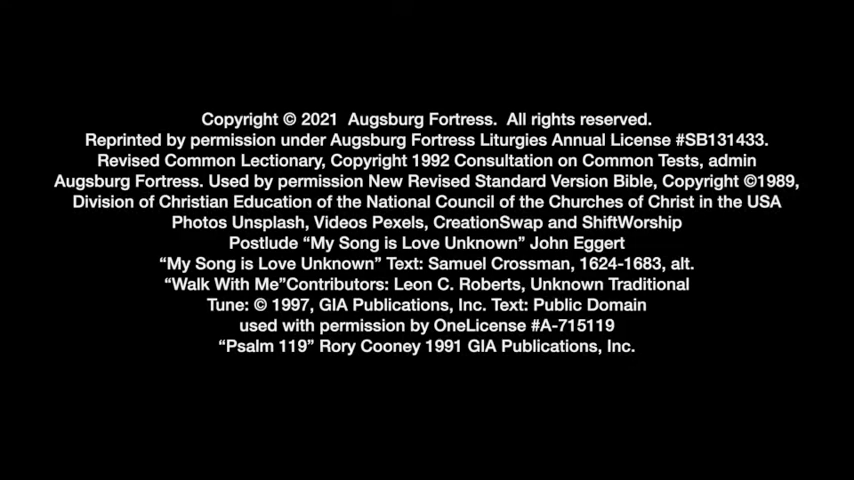 Copyright © 2021  Augsburg Fortress.  All rights reserved.
Reprinted by permission under Augsburg Fortress Liturgies Annual License #SB131433.
Revised Common Lectionary, Copyright 1992 Consultation on Common Tests, admin
Augsburg Fortress. Used by permission New Revised Standard Version Bible, Copyright ©1989,
Division of Christian Education of the National Council of the Churches of Christ in the USA
Photos Unsplash, Videos Pexels, CreationSwap and ShiftWorship
Postlude “My Song is Love Unknown” John Eggert
“My Song is Love Unknown” Text: Samuel Crossman, 1624-1683, alt.
“Walk With Me”Contributors: Leon C. Roberts, Unknown Traditional
Tune: © 1997, GIA Publications, Inc. Text: Public Domain
used with permission by OneLicense #A-715119
“Psalm 119” Rory Cooney 1991 GIA Publications, Inc.